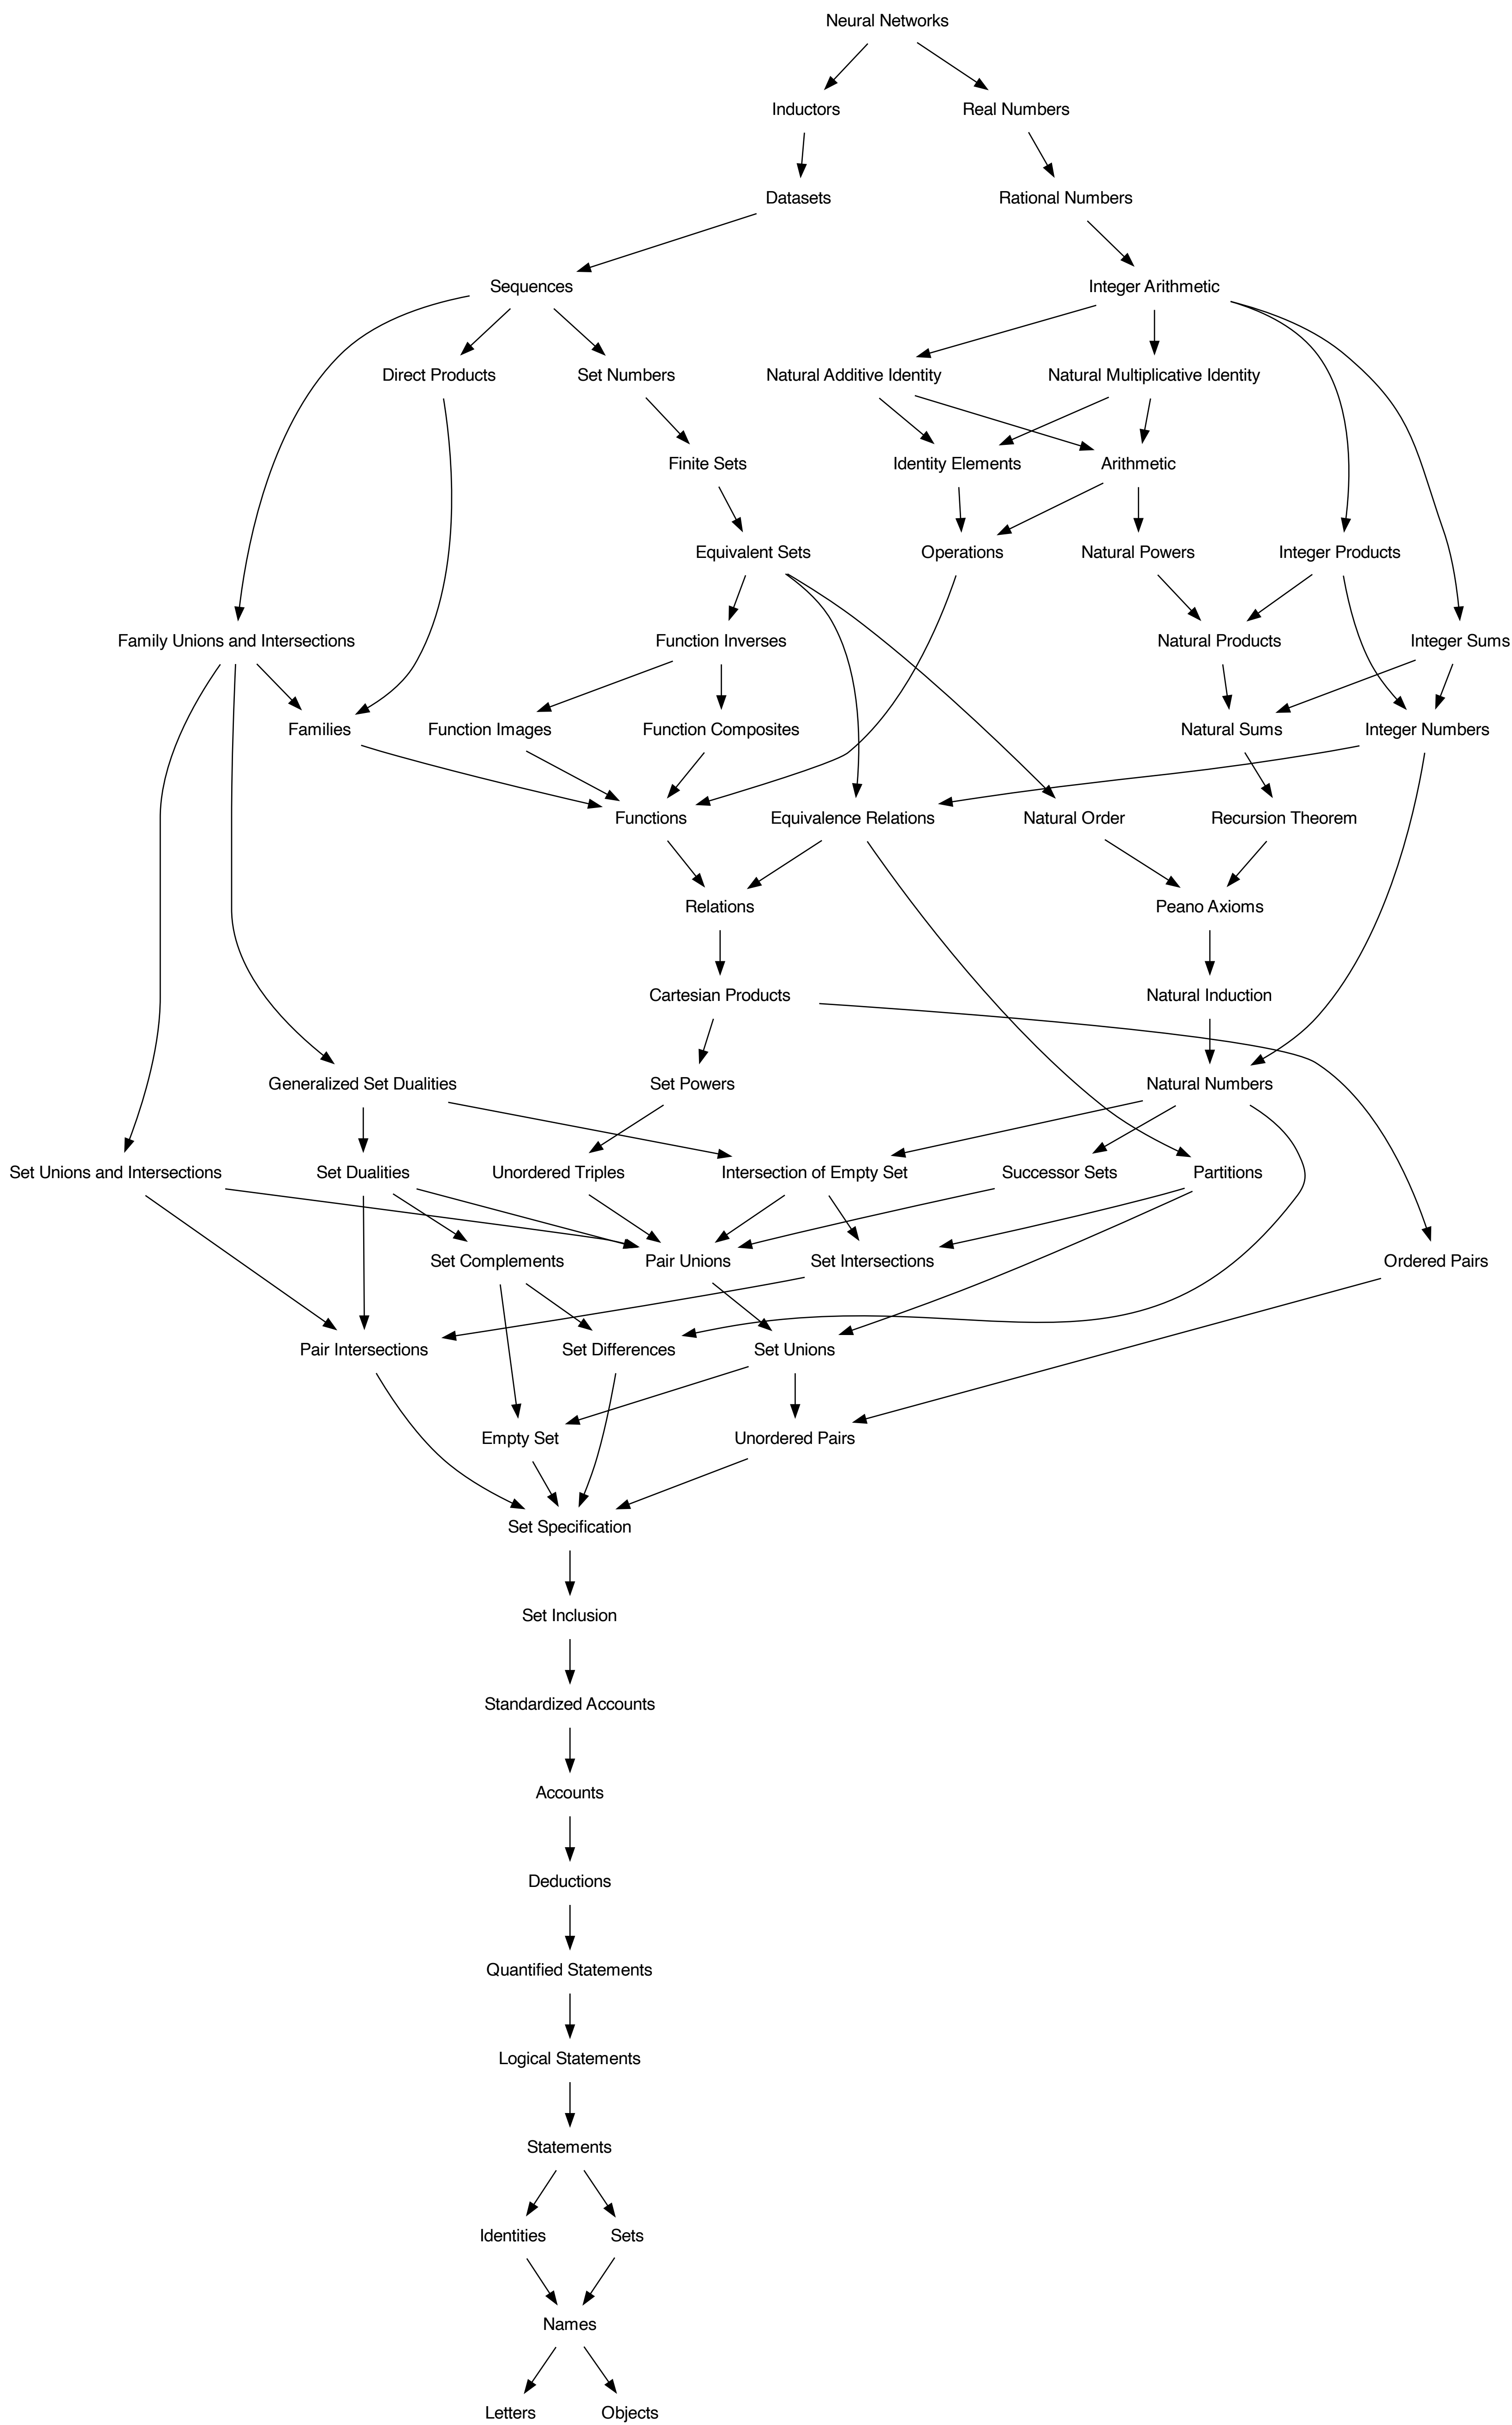 Neural Networks
Inductors
Real Numbers
Datasets
Rational Numbers
Sequences
Integer Arithmetic
Direct Products
Set Numbers
Natural Additive Identity
Natural Multiplicative Identity
Finite Sets
Identity Elements
Arithmetic
Equivalent Sets
Operations
Natural Powers
Integer Products
Family Unions and Intersections
Function Inverses
Natural Products
Integer Sums
Families
Function Images
Function Composites
Natural Sums
Integer Numbers
Functions
Equivalence Relations
Natural Order
Recursion Theorem
Relations
Peano Axioms
Cartesian Products
Natural Induction
Generalized Set Dualities
Set Powers
Natural Numbers
Set Unions and Intersections
Set Dualities
Unordered Triples
Intersection of Empty Set
Successor Sets
Partitions
Set Complements
Pair Unions
Set Intersections
Ordered Pairs
Pair Intersections
Set Differences
Set Unions
Empty Set
Unordered Pairs
Set Specification
Set Inclusion
Standardized Accounts
Accounts
Deductions
Quantified Statements
Logical Statements
Statements
Identities
Sets
Names
Letters
Objects